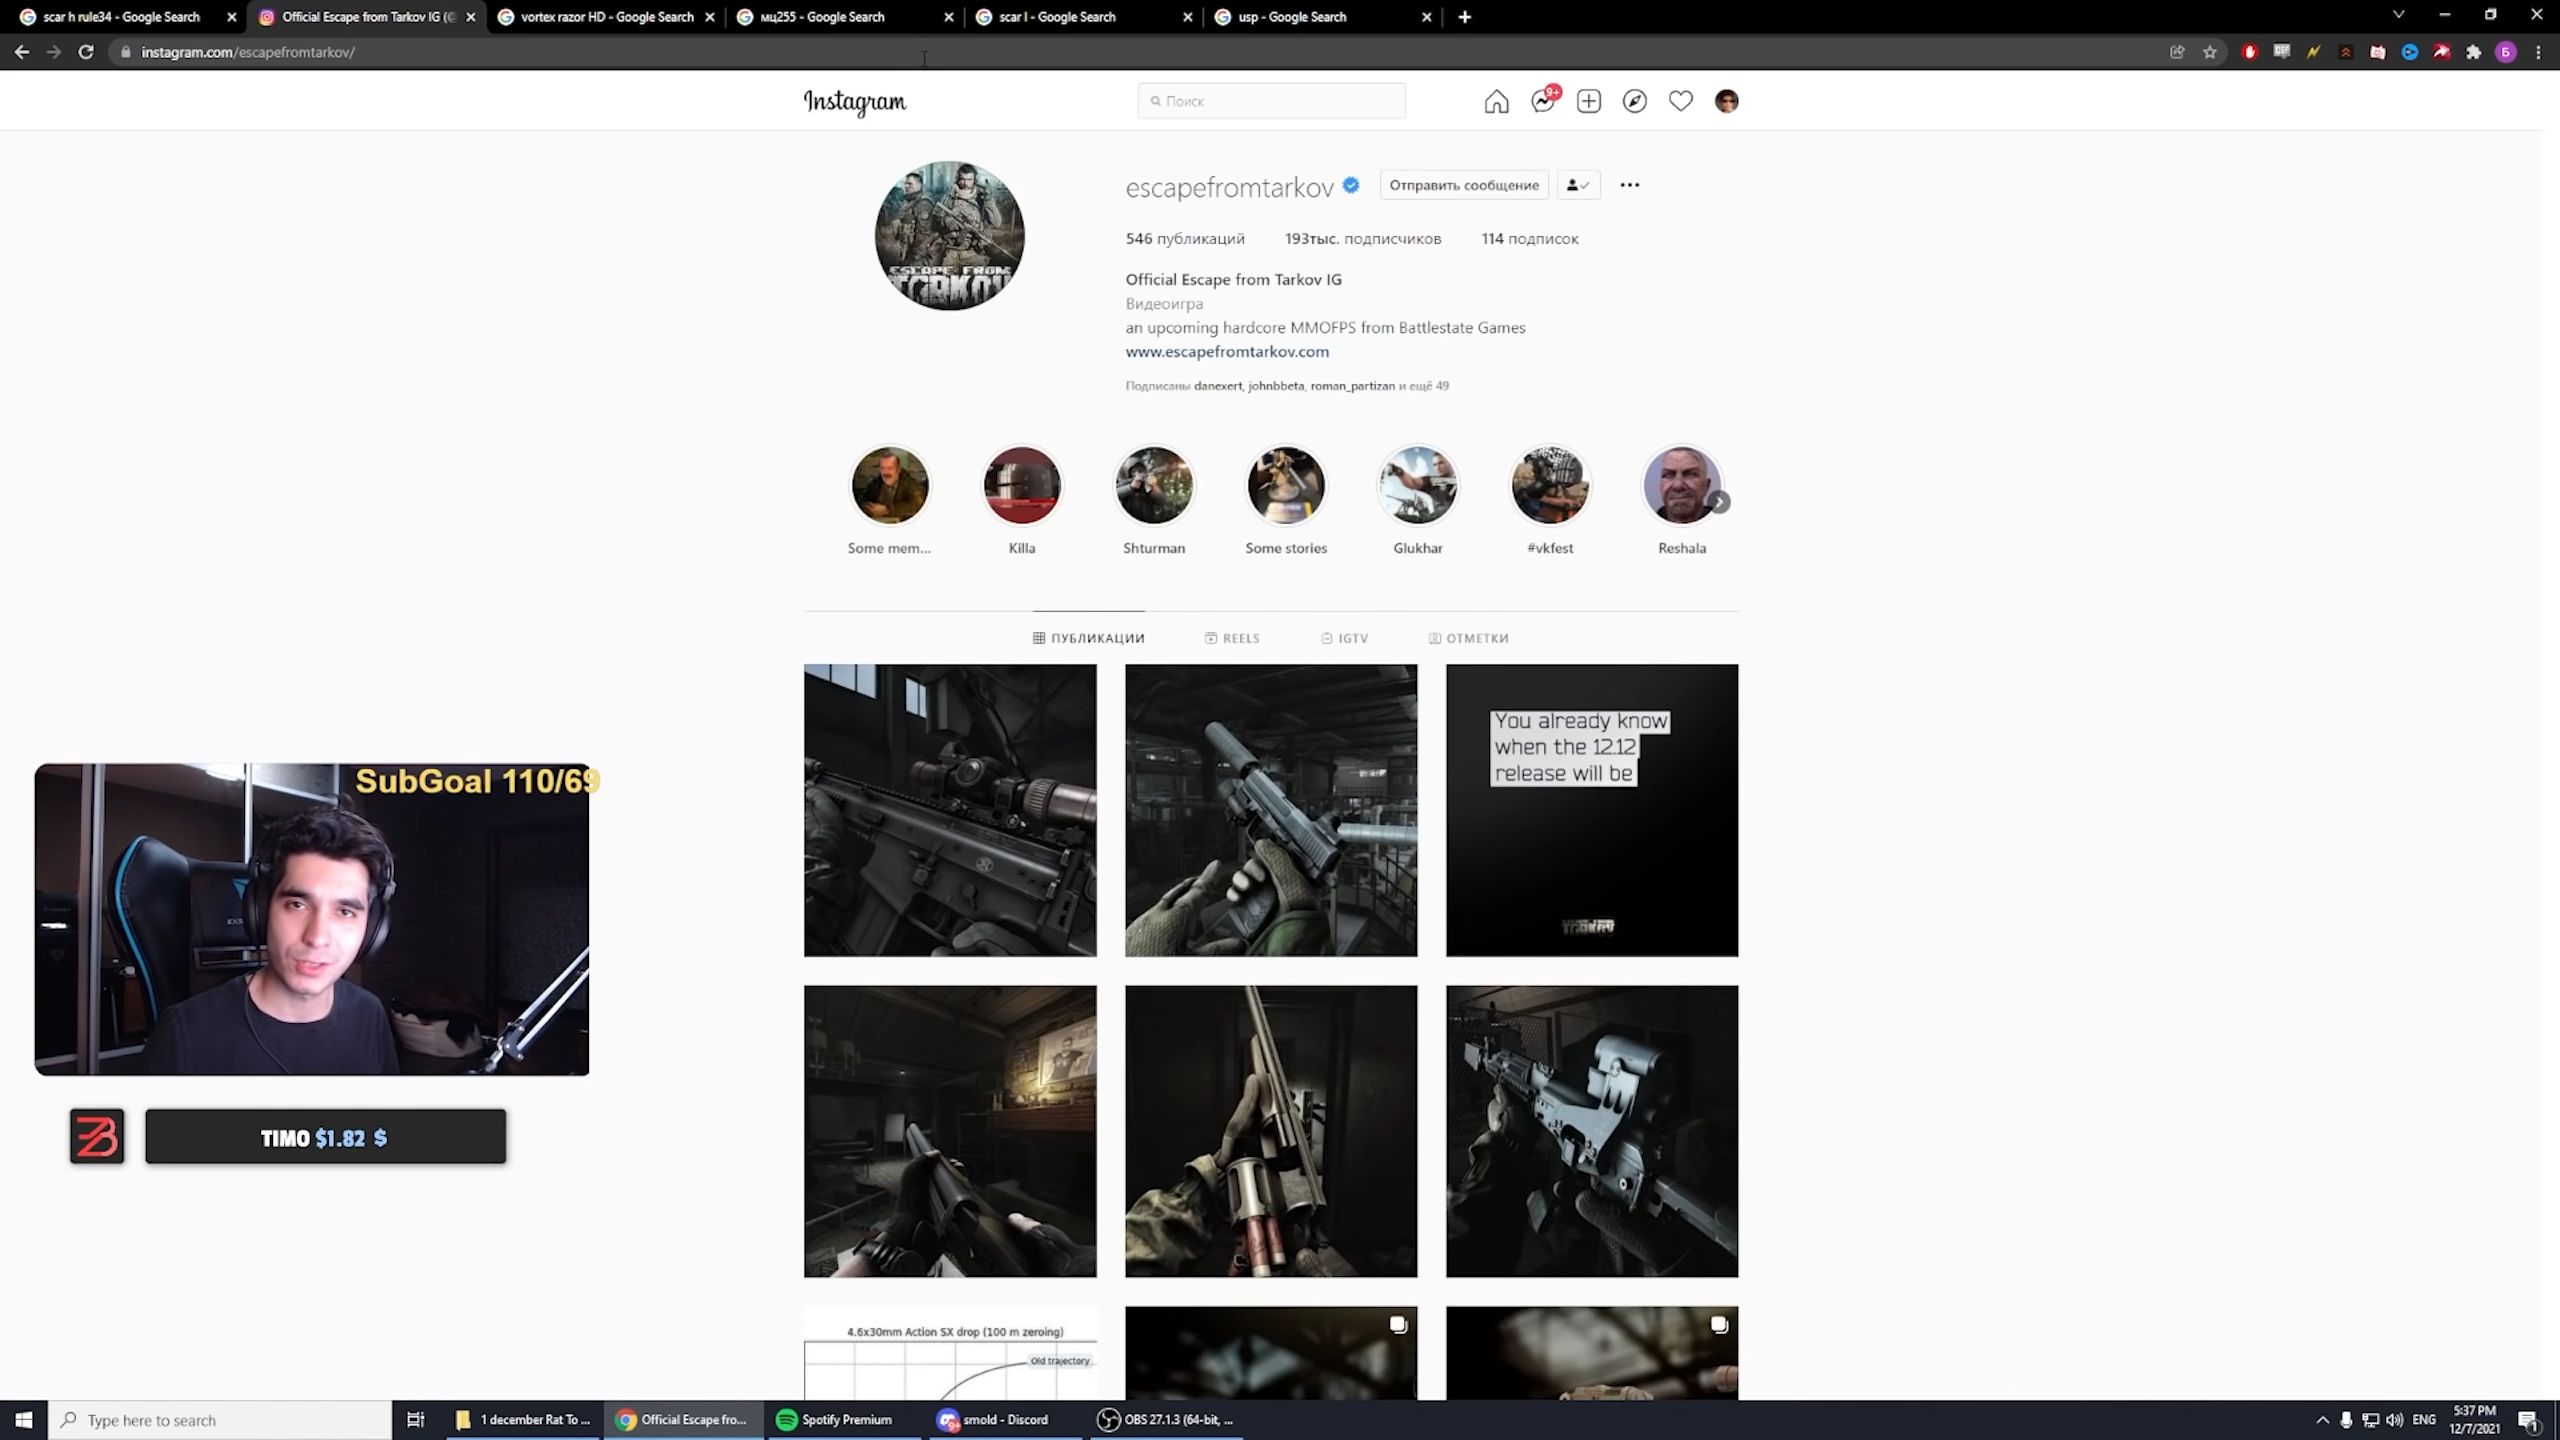 scar h rule34 - Google Search
Official Escape from Tarkov IG (@
vortex razor HD - Google Search
мц255 - Google Search
scar l - Google Search
usp - Google Search
instagram.com/escapefromtarkov/
Instagram
Поиск
9+
escapefromtarkov
Отправить сообщение
546 публикаций
193тыс. подписчиков
114 подписок
Official Escape from Tarkov IG
Видеоигра
an upcoming hardcore MMOFPS from Battlestate Games
www.escapefromtarkov.com
Подписаны danexert, johnbbeta, roman_partizan и ещё 49
ESCAPE FROM
TARKOV
Some mem...
Killa
Shturman
Some stories
Glukhar
#vkfest
Reshala
ПУБЛИКАЦИИ
REELS
IGTV
ОТМЕТКИ
You already know
when the 12.12
release will be
TARKOV
SubGoal 110/69
TIMO $1.82 $
4.6x30mm Action SX drop (100 m zeroing)
Old trajectory
Type here to search
1 december Rat To ...
Official Escape fro...
Spotify Premium
smold - Discord
OBS 27.1.3 (64-bit, ...
ENG
5:37 PM
12/7/2021
1